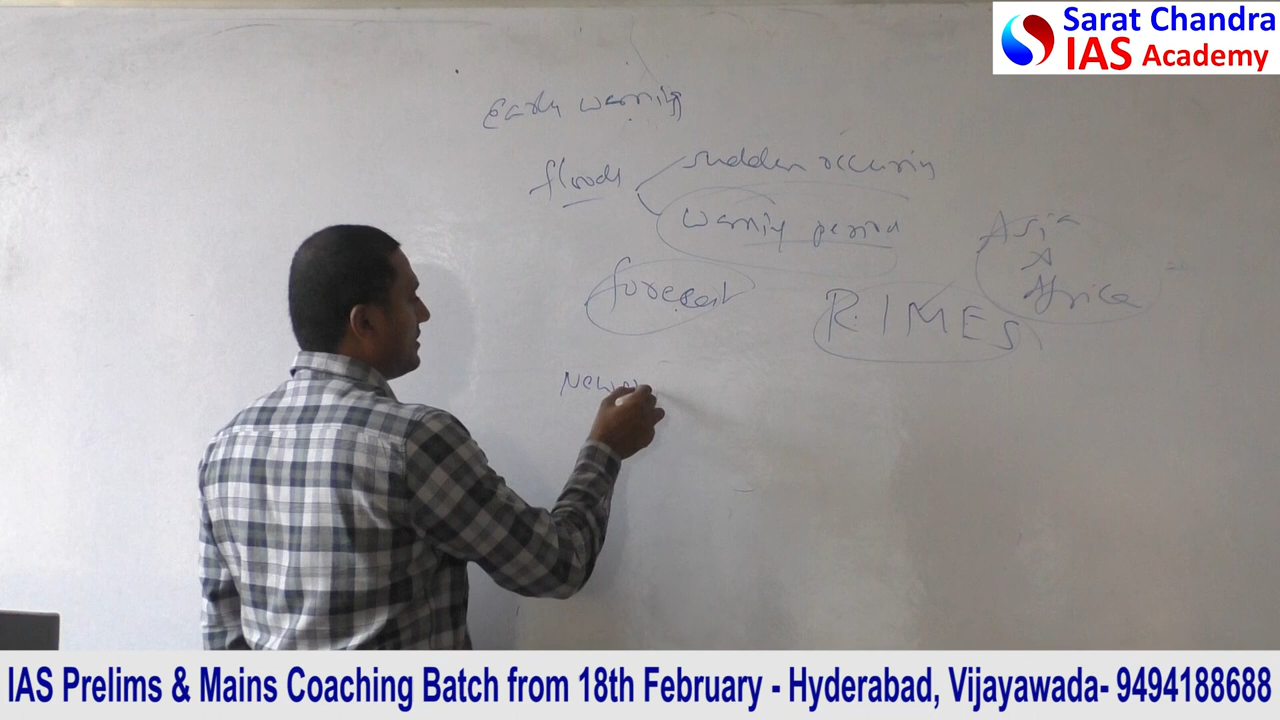 Sarat Chandra
IAS Academy
Early warning
floods
sudden occuring
warning period
forecast
Asia
&
Africa
RIMES
IAS Prelims & Mains Coaching Batch from 18th February - Hyderabad, Vijayawada- 9494188688